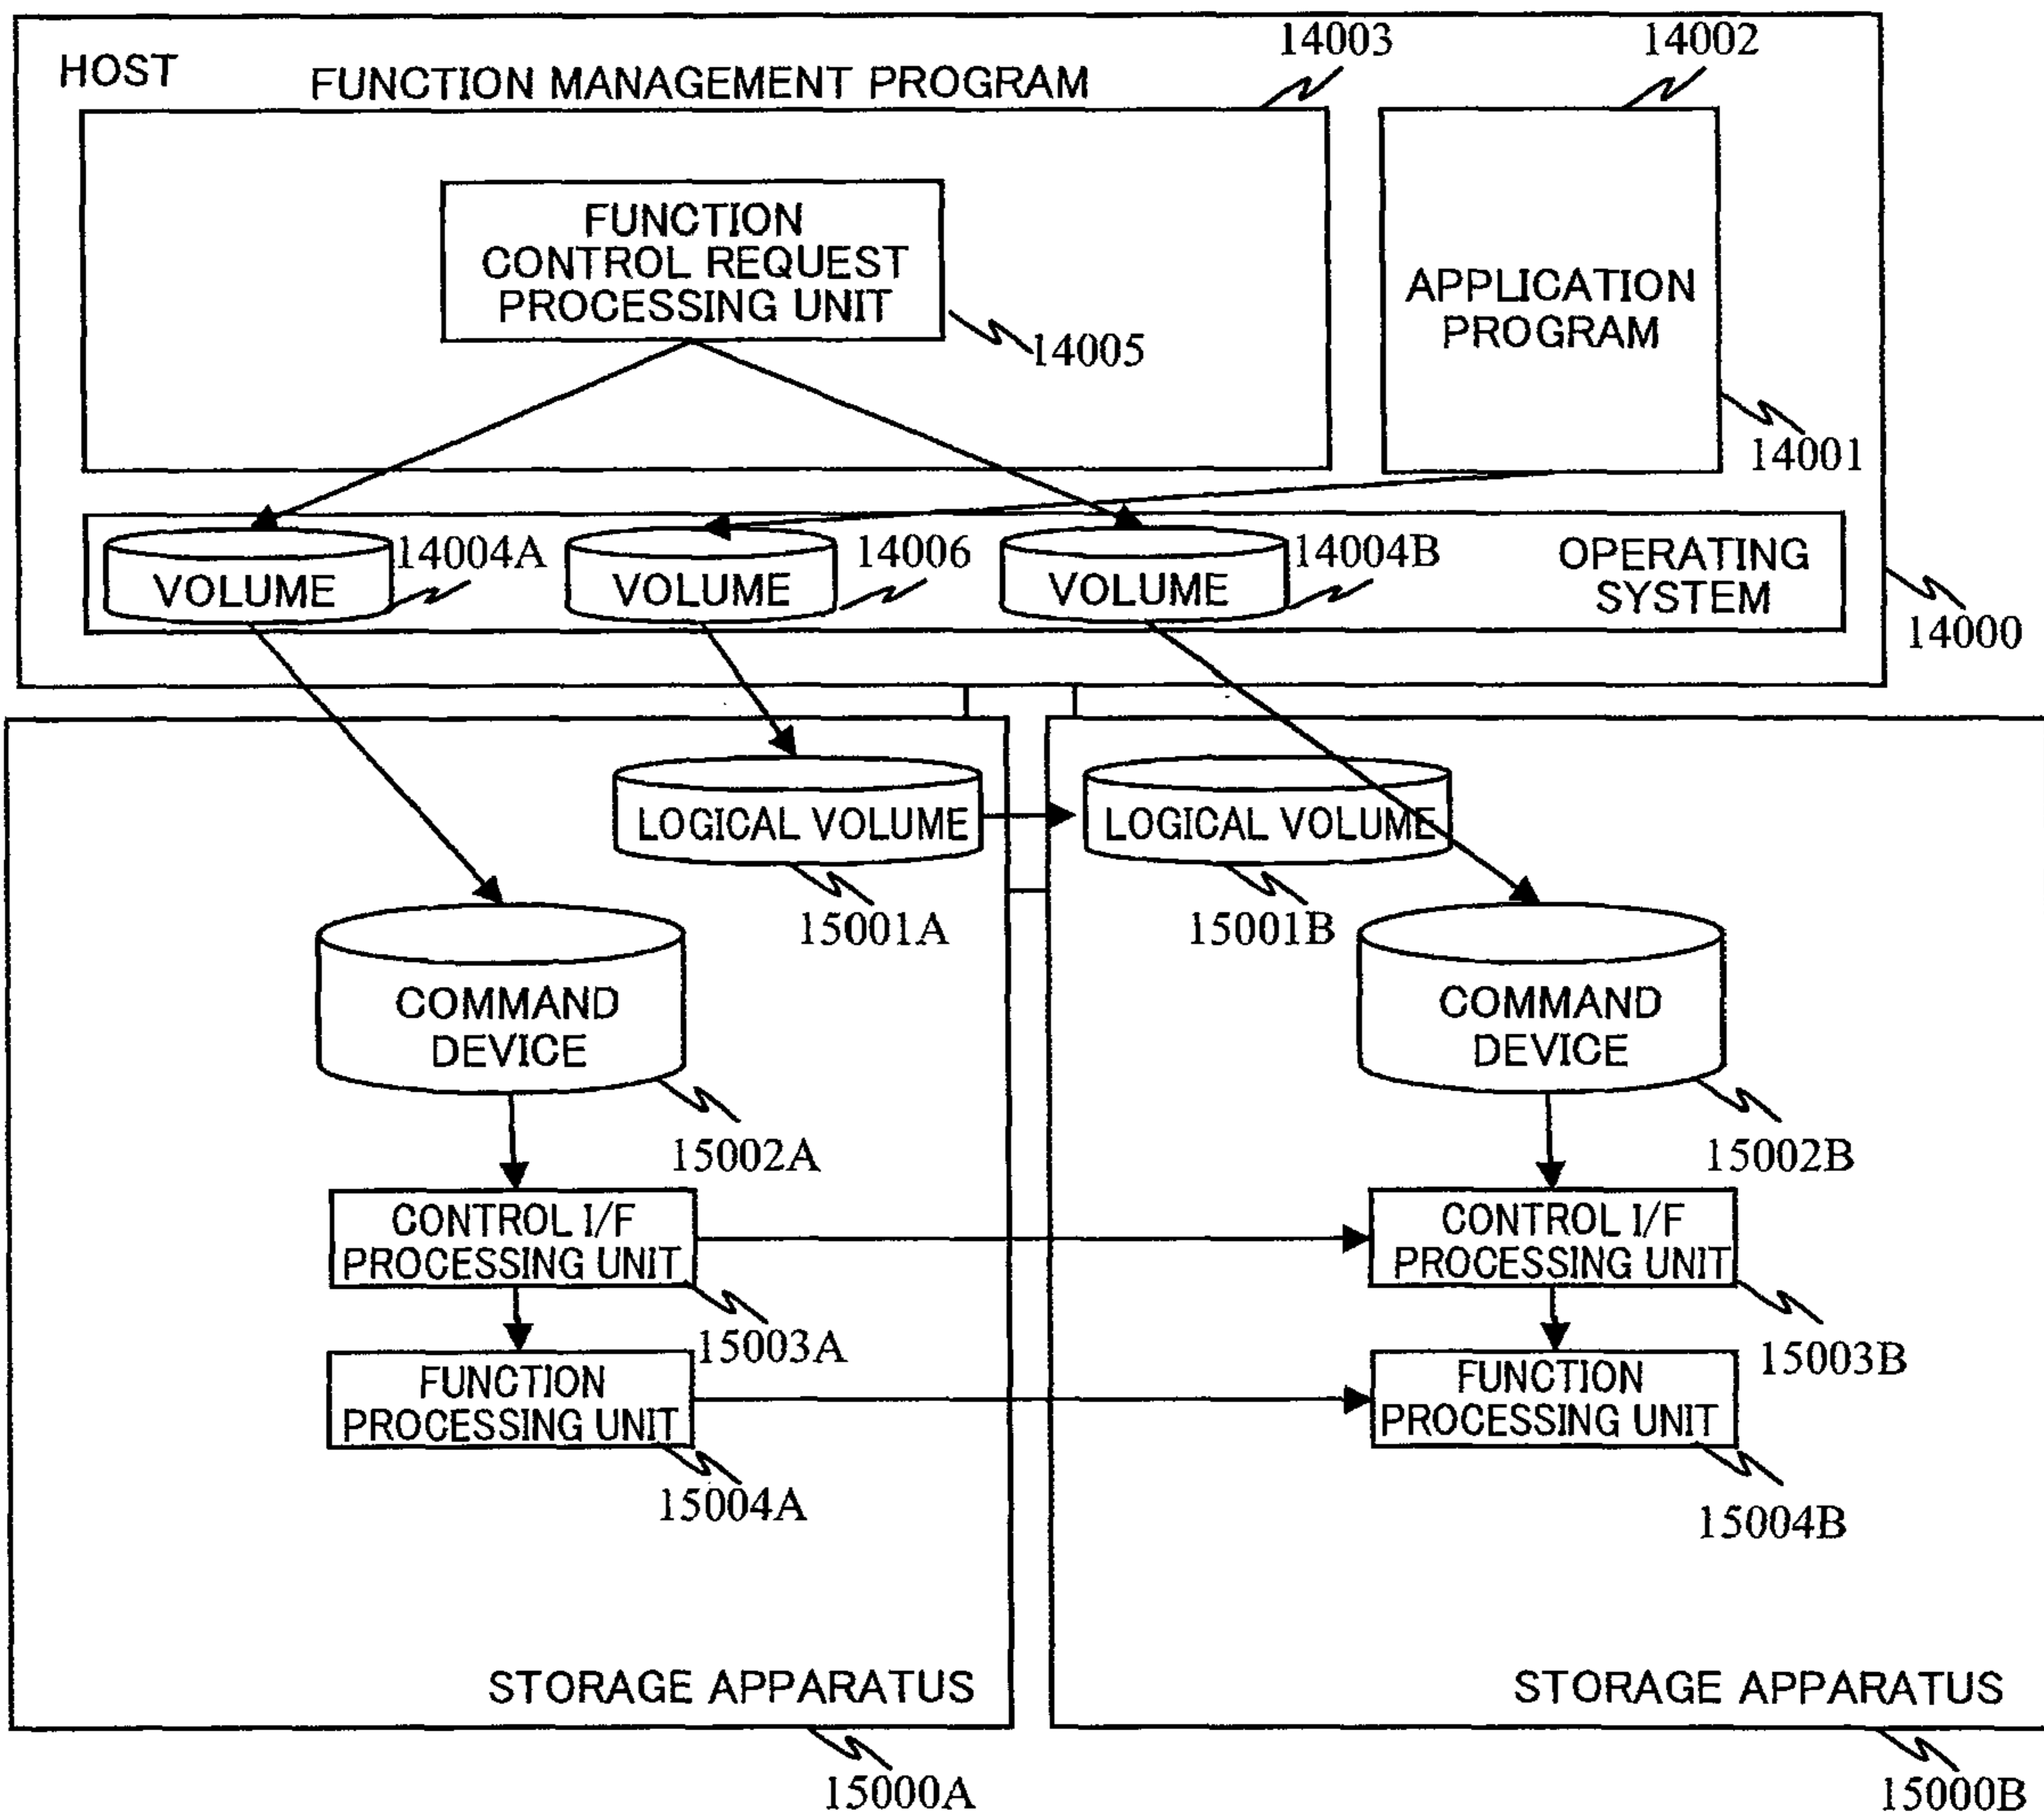 14003
14002
HOST
FUNCTION MANAGEMENT PROGRAM
FUNCTION
CONTROL REQUEST
PROCESSING UNIT
14005
APPLICATION
PROGRAM
14001
VOLUME
14004A
VOLUME
14006
VOLUME
14004B
OPERATING
SYSTEM
14000
LOGICAL VOLUME
LOGICAL VOLUME
15001A
15001B
COMMAND
DEVICE
COMMAND
DEVICE
15002A
15002B
CONTROL I/F
PROCESSING UNIT
CONTROL I/F
PROCESSING UNIT
15003A
15003B
FUNCTION
PROCESSING UNIT
FUNCTION
PROCESSING UNIT
15004A
15004B
STORAGE APPARATUS
STORAGE APPARATUS
15000A
15000B